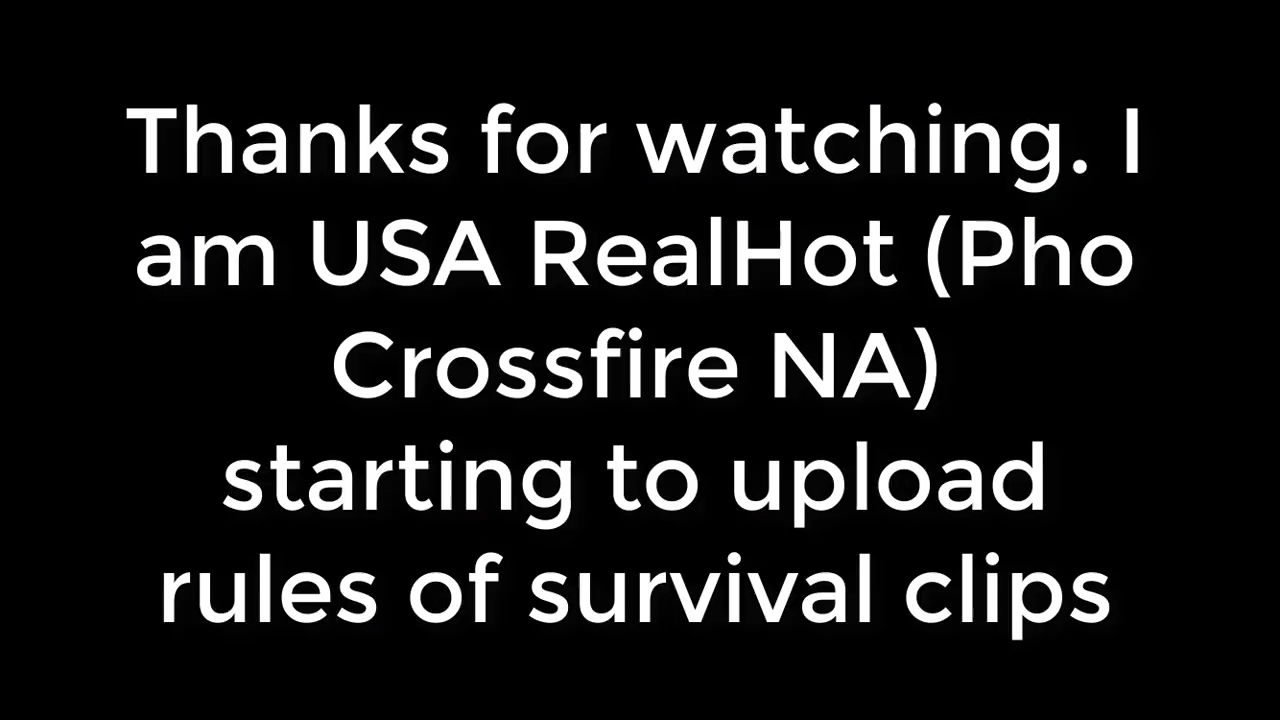 Thanks for watching. I
am USA RealHot (Pho
Crossfire NA)
starting to upload
rules of survival clips